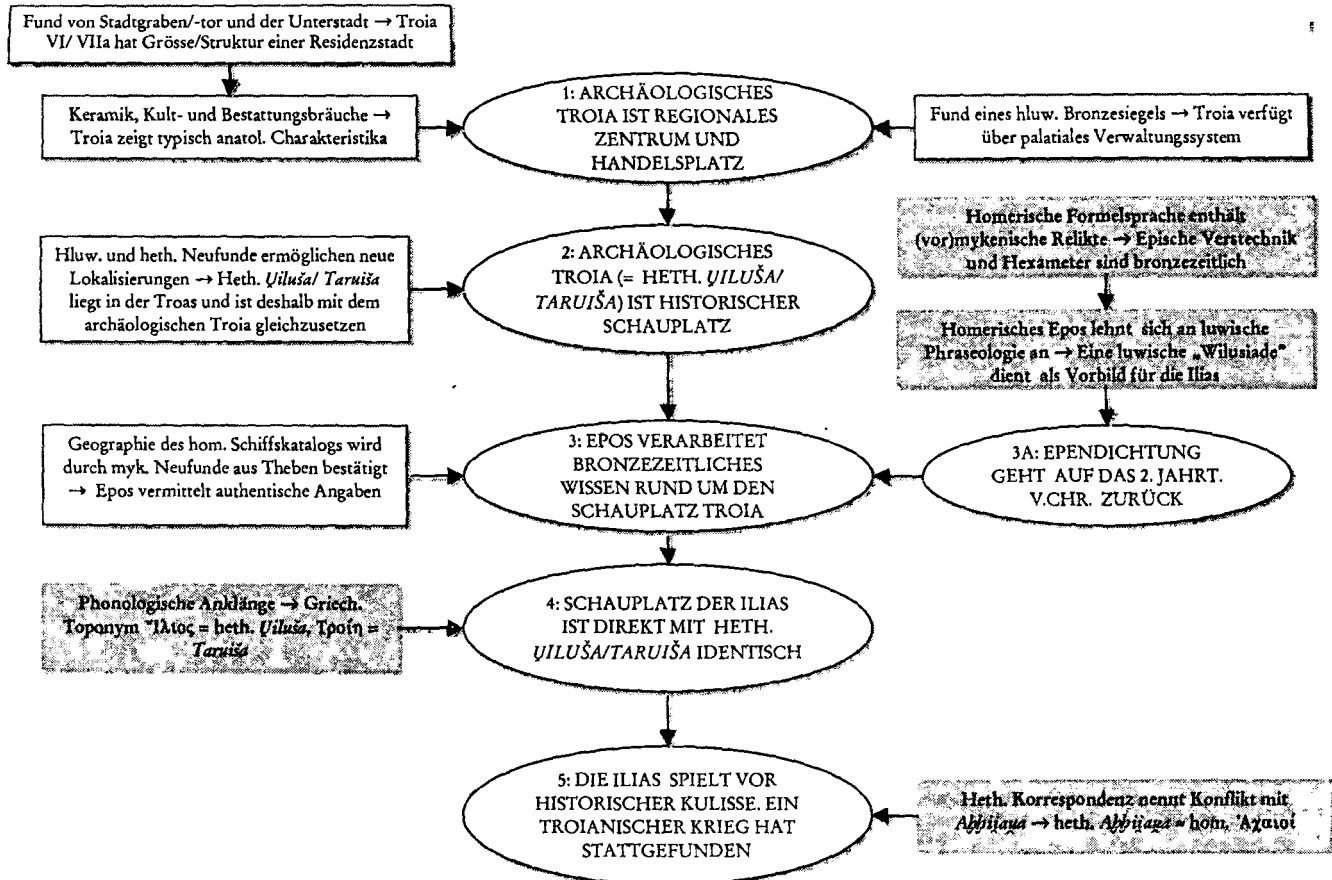 Fund von Stadtgraben/-tor und der Unterstadt → Troia
VI/ VIIa hat Grösse/Struktur einer Residenzstadt
Keramik, Kult- und Bestattungsbräuche →
Troia zeigt typisch anatol. Charakteristika
1: ARCHÄOLOGISCHES
TROIA IST REGIONALES
ZENTRUM UND
HANDELSPLATZ
Fund eines hluw. Bronzesiegels → Troia verfügt
über palatiales Verwaltungssystem
Hluw. und heth. Neufunde ermöglichen neue
Lokalisierungen → Heth. U̯iluša/ Taruiša
liegt in der Troas und ist deshalb mit dem
archäologischen Troia gleichzusetzen
2: ARCHÄOLOGISCHES
TROIA (= HETH. U̯ILUŠA/
TARUIŠA) IST HISTORISCHER
SCHAUPLATZ
Homerische Formelsprache enthält
(vor)mykenische Relikte → Epische Verstechnik
und Hexameter sind bronzezeitlich
Homerisches Epos lehnt sich an luwische
Phraseologie an → Eine luwische „Wilusiade"
dient als Vorbild für die Ilias
Geographie des hom. Schiffskatalogs wird
durch myk. Neufunde aus Theben bestätigt
→ Epos vermittelt authentische Angaben
3: EPOS VERARBEITET
BRONZEZEITLICHES
WISSEN RUND UM DEN
SCHAUPLATZ TROIA
3A: EPENDICHTUNG
GEHT AUF DAS 2. JAHRT.
V.CHR. ZURÜCK
Phonologische Anklänge → Griech.
Toponym Ἴλιος = heth. U̯iluša, Τροίη =
Taruiša
4: SCHAUPLATZ DER ILIAS
IST DIREKT MIT HETH.
U̯ILUŠA/TARUIŠA IDENTISCH
5: DIE ILIAS SPIELT VOR
HISTORISCHER KULISSE. EIN
TROIANISCHER KRIEG HAT
STATTGEFUNDEN
Heth. Korrespondenz nennt Konflikt mit
Aḫḫijau̯a → heth. Aḫḫijau̯a = hom. Ἀχαιοί